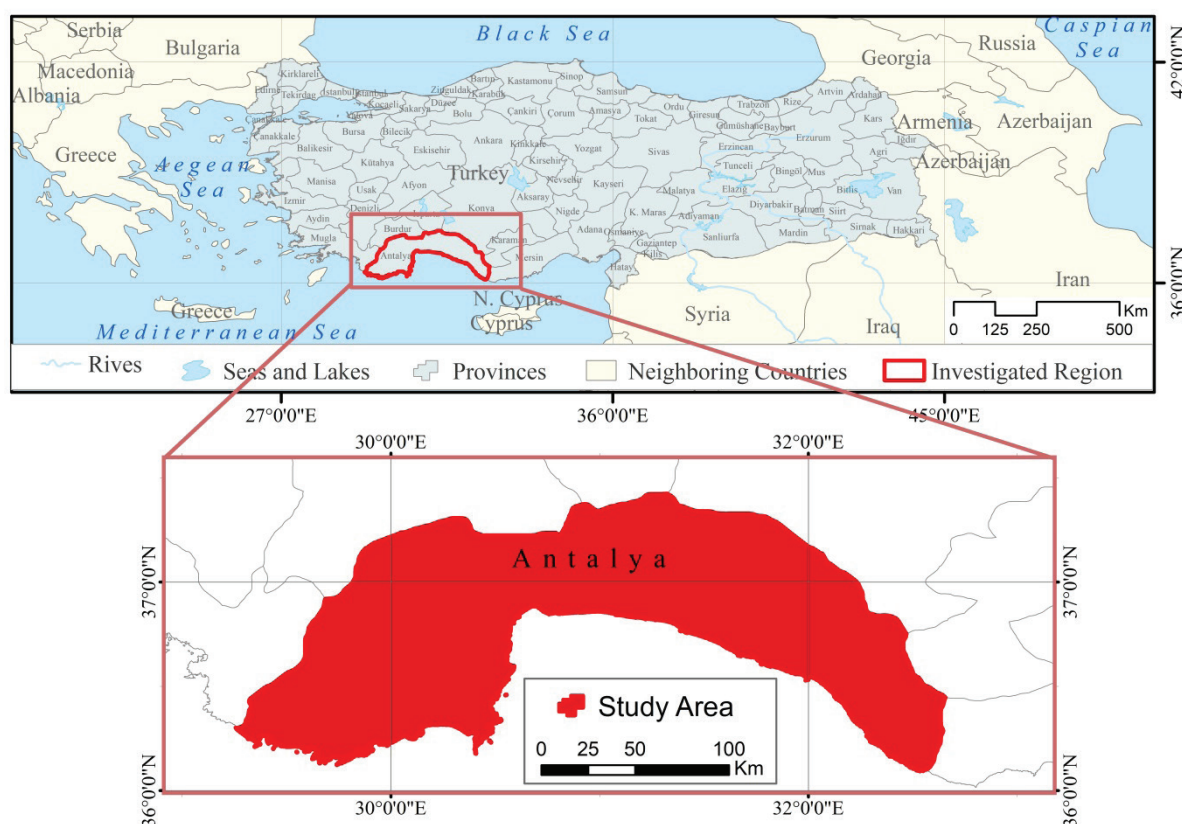 Black Sea
Caspian
Sea
Serbia
Bulgaria
Macedonia
Albania
Greece
Aegean
Sea
Georgia
Russia
Armenia
Azerbaijan
Azerbaijan
Turkey
Kirklareli
Edirne
Tekirdag
Istanbul
Istanbul
Kocaeli
Yalova
Sakarya
Düzce
Zinguldak
Bartın
Karabük
Kastamonu
Sinop
Samsun
Bolu
Çankiri
Çorum
Amasya
Tokat
Ordu
Giresun
Trabzon
Rize
Artvin
Ardahan
Gümüshane
Bayburt
Kars
Igdir
Çanakkale
Çanakkale
Balikesir
Bursa
Bilecik
Eskisehir
Ankara
Kirikkale
Yozgat
Sivas
Erzincan
Erzurum
Agri
Manisa
Kütahya
Usak
Afyon
Kirsehir
Nevsehir
Kayseri
Aksaray
Malatya
Tunceli
Elazig
Bingöl
Mus
Bitlis
Van
Izmir
Aydin
Denizli
Konya
Nigde
K. Maras
Adiyaman
Diyarbakir
Batman
Siirt
Mugla
Burdur
Antalya
Karaman
Mersin
Adana
Osmaniye
Gaziantep
Kilis
Sanliurfa
Mardin
Sirnak
Hakkari
Hatay
Greece
Mediterranean Sea
N. Cyprus
Cyprus
Syria
Iraq
Iran
Km
0 125 250 500
42°0'0"N
36°0'0"N
Rives
Seas and Lakes
Provinces
Neighboring Countries
Investigated Region
27°0'0"E
36°0'0"E
45°0'0"E
30°0'0"E
32°0'0"E
37°0'0"N
37°0'0"N
Antalya
Study Area
0 25 50 100
Km
36°0'0"N
36°0'0"N
30°0'0"E
32°0'0"E